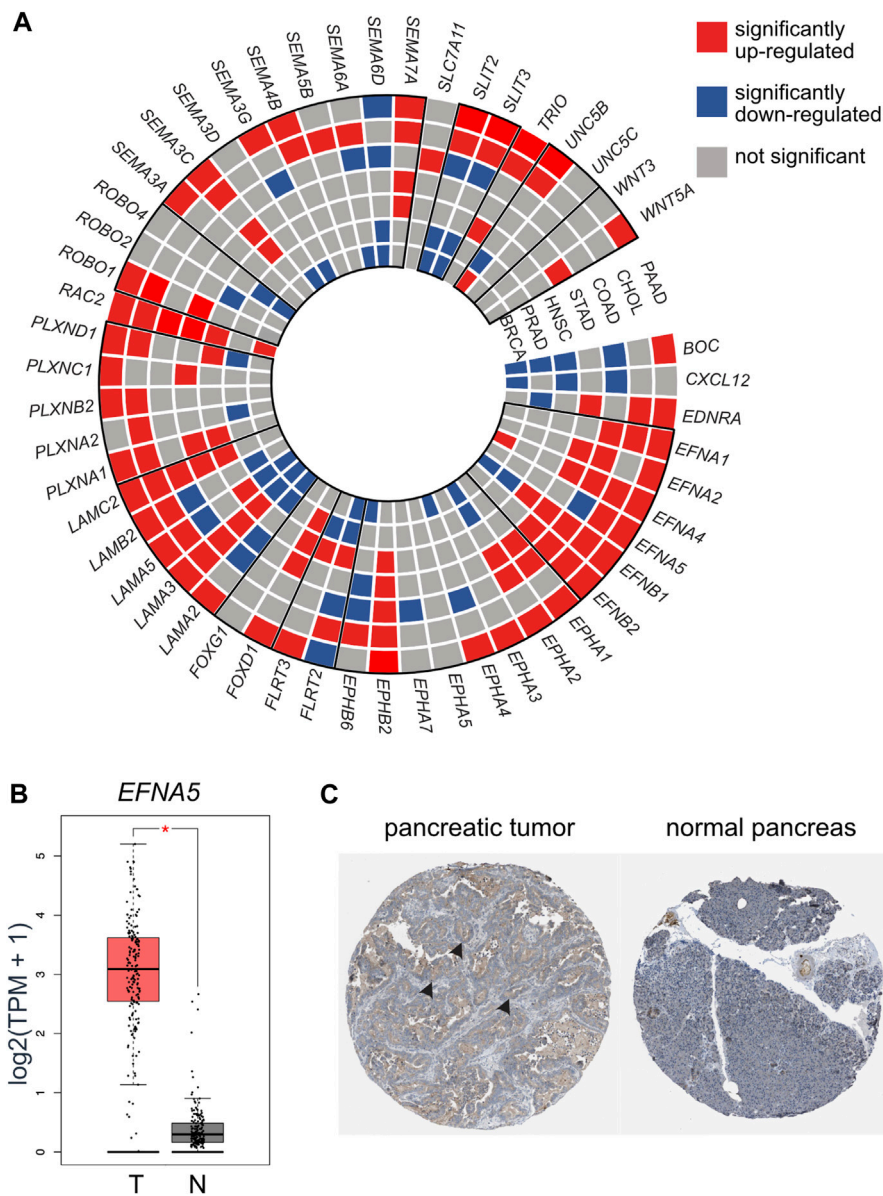 A
significantly
up-regulated
significantly
down-regulated
not significant
ROBO1
ROBO2
ROBO4
SEMA3A
SEMA3C
SEMA3D
SEMA3G
SEMA4B
SEMA5B
SEMA6A
SEMA6D
SEMA7A
SLC7A11
SLIT2
SLIT3
TRIO
UNC5B
UNC5C
WNT3
WNT5A
BRCA
PRAD
HNSC
STAD
COAD
CHOL
PAAD
BOC
CXCL12
EDNRA
EFNA1
EFNA2
EFNA4
EFNA5
EFNB1
EFNB2
EPHA1
EPHA2
EPHA3
EPHA4
EPHA5
EPHA7
EPHB2
EPHB6
FLRT2
FLRT3
FOXD1
FOXG1
LAMA2
LAMA3
LAMA5
LAMB2
LAMC2
PLXNA1
PLXNA2
PLXNB2
PLXNC1
PLXND1
RAC2
B
EFNA5
*
log2(TPM + 1)
5
4
3
2
1
0
T N
C
pancreatic tumor
normal pancreas